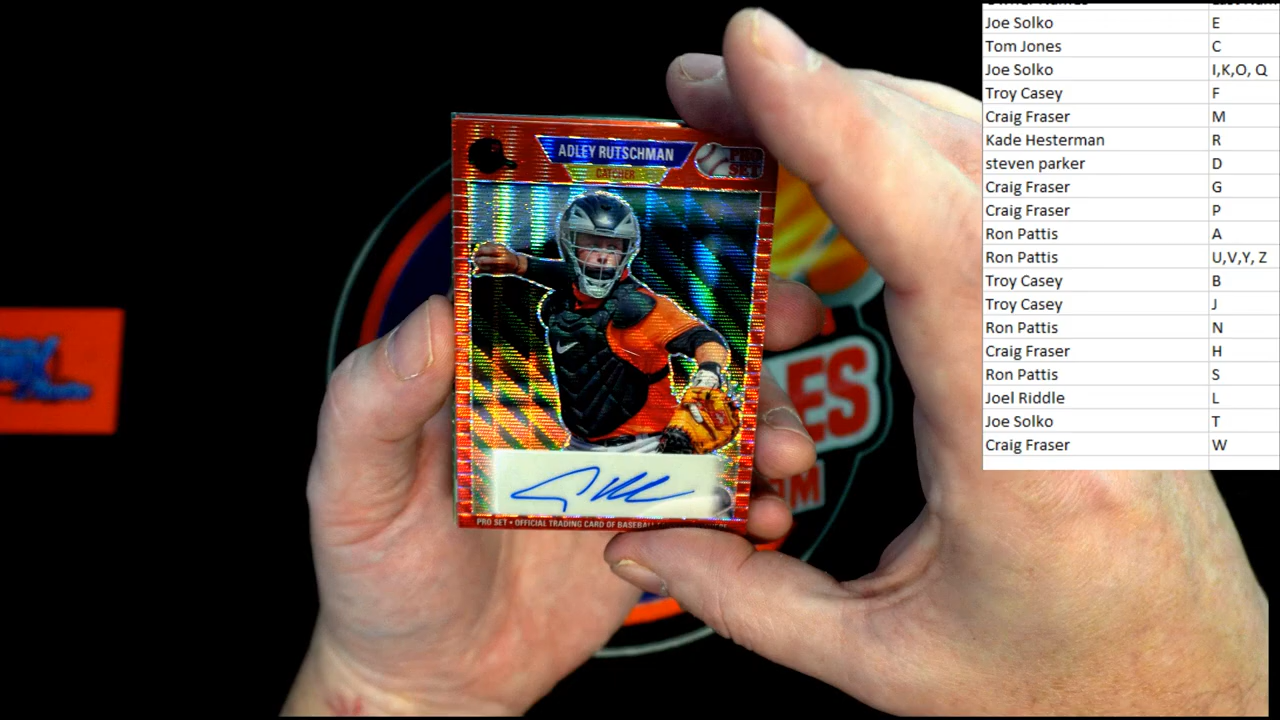 Joe Solko E
Tom Jones C
Joe Solko I,K,O, Q
Troy Casey F
Craig Fraser M
Kade Hesterman R
steven parker D
Craig Fraser G
Craig Fraser P
Ron Pattis A
Ron Pattis U,V,Y, Z
Troy Casey B
Troy Casey J
Ron Pattis N
Craig Fraser H
Ron Pattis S
Joel Riddle L
Joe Solko T
Craig Fraser W
ADLEY RUTSCHMAN
CATCHER
PRO
SET
PRO SET • OFFICIAL TRADING CARD OF BASEBALL